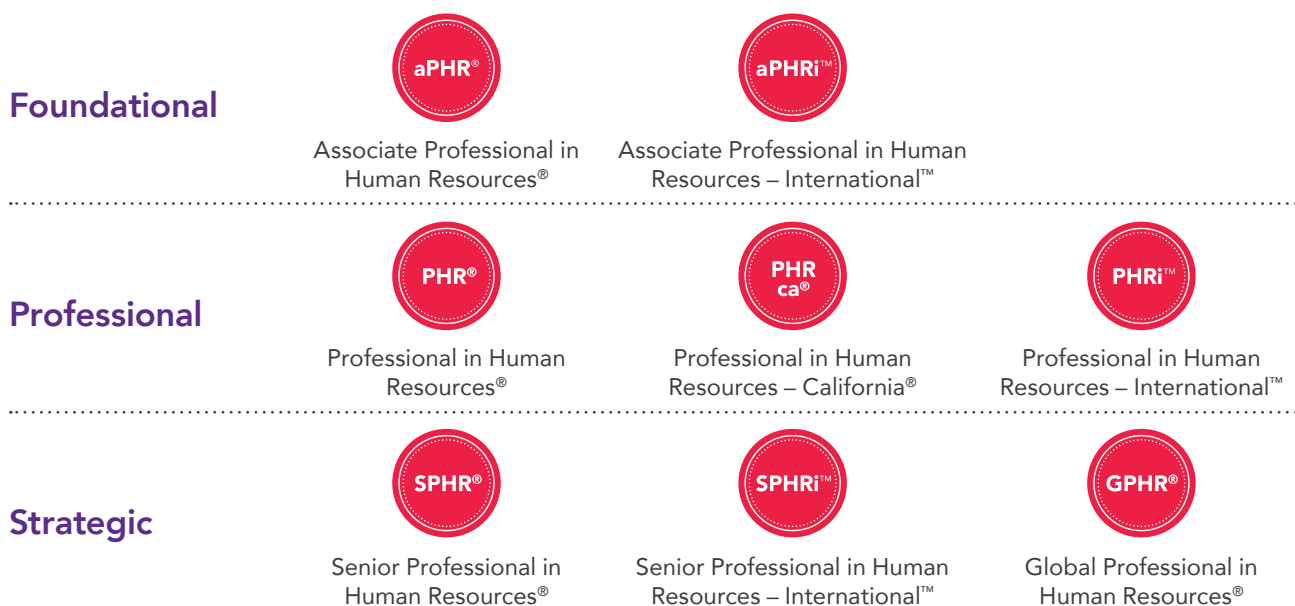 aPHR®
aPHRi™
Foundational
Associate Professional in
Human Resources®
Associate Professional in Human
Resources – International™
PHR®
PHR
ca®
PHRi™
Professional
Professional in Human
Resources®
Professional in Human
Resources – California®
Professional in Human
Resources – International™
SPHR®
SPHRi™
GPHR®
Strategic
Senior Professional in
Human Resources®
Senior Professional in Human
Resources – International™
Global Professional in
Human Resources®